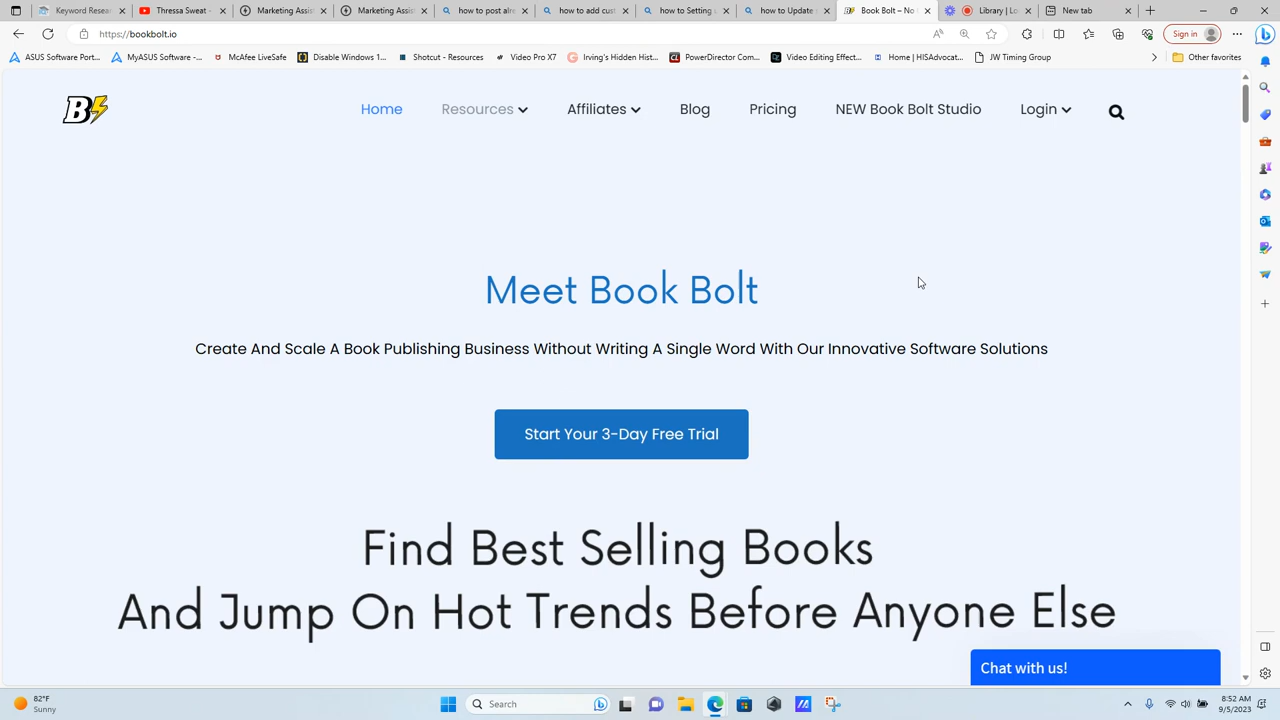 Keyword Researc
Thressa Sweat -
Marketing Assis
Marketing Assis
how to post alre
how to add cust
how to Setting u
how to Update l
Book Bolt – No l
Library | Lo
New tab
https://bookbolt.io
Sign in
ASUS Software Port...
MyASUS Software -...
McAfee LiveSafe
Disable Windows 1...
Shotcut - Resources...
Video Pro X7
Irving's Hidden Hist...
PowerDirector Com...
Video Editing Effect...
Home | HISAdvocat...
JW Timing Group
Other favorites
B
Home
Resources
Affiliates
Blog
Pricing
NEW Book Bolt Studio
Login
Meet Book Bolt
Create And Scale A Book Publishing Business Without Writing A Single Word With Our Innovative Software Solutions
Start Your 3-Day Free Trial
Find Best Selling Books
And Jump On Hot Trends Before Anyone Else
Chat with us!
82°F
Sunny
Search
8:52 AM
9/5/2023